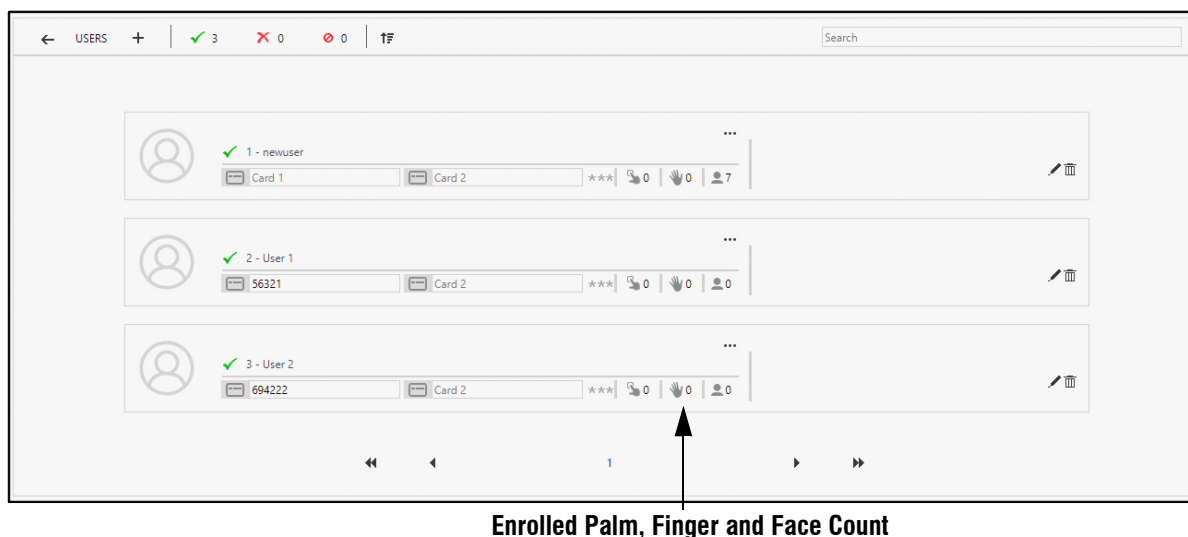 USERS + 3 0 0 Search
1 - newuser
Card 1 Card 2 *** 0 0 7
2 - User 1
56321 Card 2 *** 0 0 0
3 - User 2
694222 Card 2 *** 0 0 0
1
Enrolled Palm, Finger and Face Count